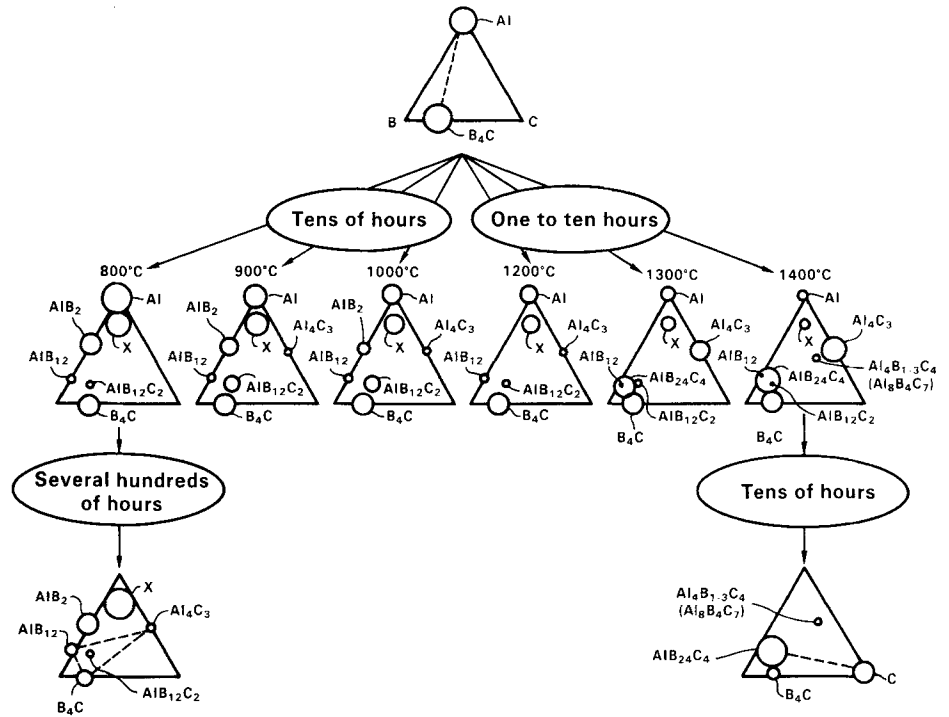 Al
B
C
B₄C
Tens of hours
One to ten hours
800°C
900°C
1000°C
1200°C
1300°C
1400°C
Al
AlB₂
X
AlB₁₂
AlB₁₂C₂
B₄C
Al
AlB₂
Al₄C₃
X
AlB₁₂
AlB₁₂C₂
B₄C
Al
AlB₂
Al₄C₃
X
AlB₁₂
AlB₁₂C₂
B₄C
Al
Al₄C₃
X
AlB₁₂
AlB₁₂C₂
B₄C
Al
Al₄C₃
X
AlB₁₂
AlB₂₄C₄
AlB₁₂C₂
B₄C
Al
Al₄C₃
X
AlB₁₂
Al₄B₁₋₃C₄
(Al₈B₄C₇)
AlB₂₄C₄
AlB₁₂C₂
B₄C
Several hundreds
of hours
Tens of hours
X
AlB₂
Al₄C₃
AlB₁₂
AlB₁₂C₂
B₄C
Al₄B₁₋₃C₄
(Al₈B₄C₇)
AlB₂₄C₄
C
B₄C